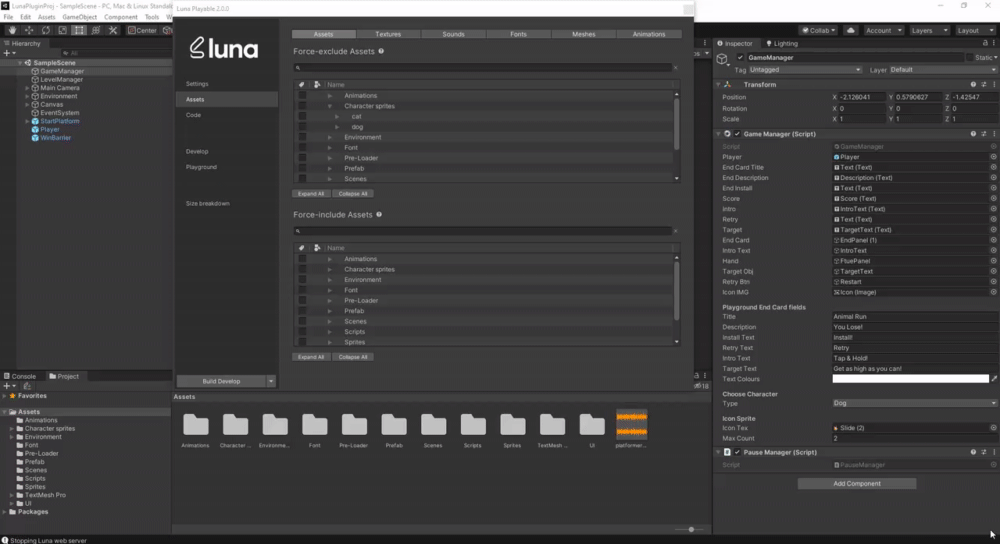 LunaPluginProj - SampleScene - PC, Mac & Linux Standal
Luna Playable 2.0.0
File Edit Assets GameObject Component Tools W
Center
Collab
Account
Layers
Layout
Hierarchy
All
SampleScene
GameManager
LevelManager
Main Camera
Environment
Canvas
EventSystem
StartPlatform
Player
WinBarrier
luna
Settings
Assets
Code
Develop
Playground
Size breakdown
Build Develop
Assets Textures Sounds Fonts Meshes Animations
Force-exclude Assets
Name
Animations
Character sprites
cat
dog
Environment
Font
Pre-Loader
Prefab
Scenes
Expand All Collapse All
Force-include Assets
Name
Animations
Character sprites
Environment
Font
Pre-Loader
Prefab
Scenes
Scripts
Sprites
Expand All Collapse All
Inspector Lighting
GameManager Static
Tag Untagged Layer Default
Transform
Position X -2.126041 Y 0.5790627 Z -1.42547
Rotation X 0 Y 0 Z 0
Scale X 1 Y 1 Z 1
Game Manager (Script)
Script GameManager
Player Player
End Card Title Text (Text)
End Description Description (Text)
End Install Text (Text)
Score Score (Text)
Intro IntroText (Text)
Retry Text (Text)
Target TargetText (Text)
End Card EndPanel (1)
Intro Text IntroText
Hand FtuePanel
Target Obj TargetText
Retry Btn Restart
Icon IMG Icon (Image)
Playground End Card fields
Title Animal Run
Description You Lose!
Install Text Install!
Retry Text Retry
Intro Text Tap & Hold!
Target Text Get as high as you can!
Text Colours
Choose Character
Type Dog
Icon Sprite
Icon Tex Slide (2)
Max Count 2
Pause Manager (Script)
Script PauseManager
Add Component
Console Project
18
Favorites
Assets
Animations
Character sprites
Environment
Font
Pre-Loader
Prefab
Scenes
Scripts
Sprites
TextMesh Pro
UI
Packages
Assets
Animations Character ... Environme... Font Pre-Loader Prefab Scenes Scripts Sprites TextMesh ... UI platformer...
Stopping Luna web server